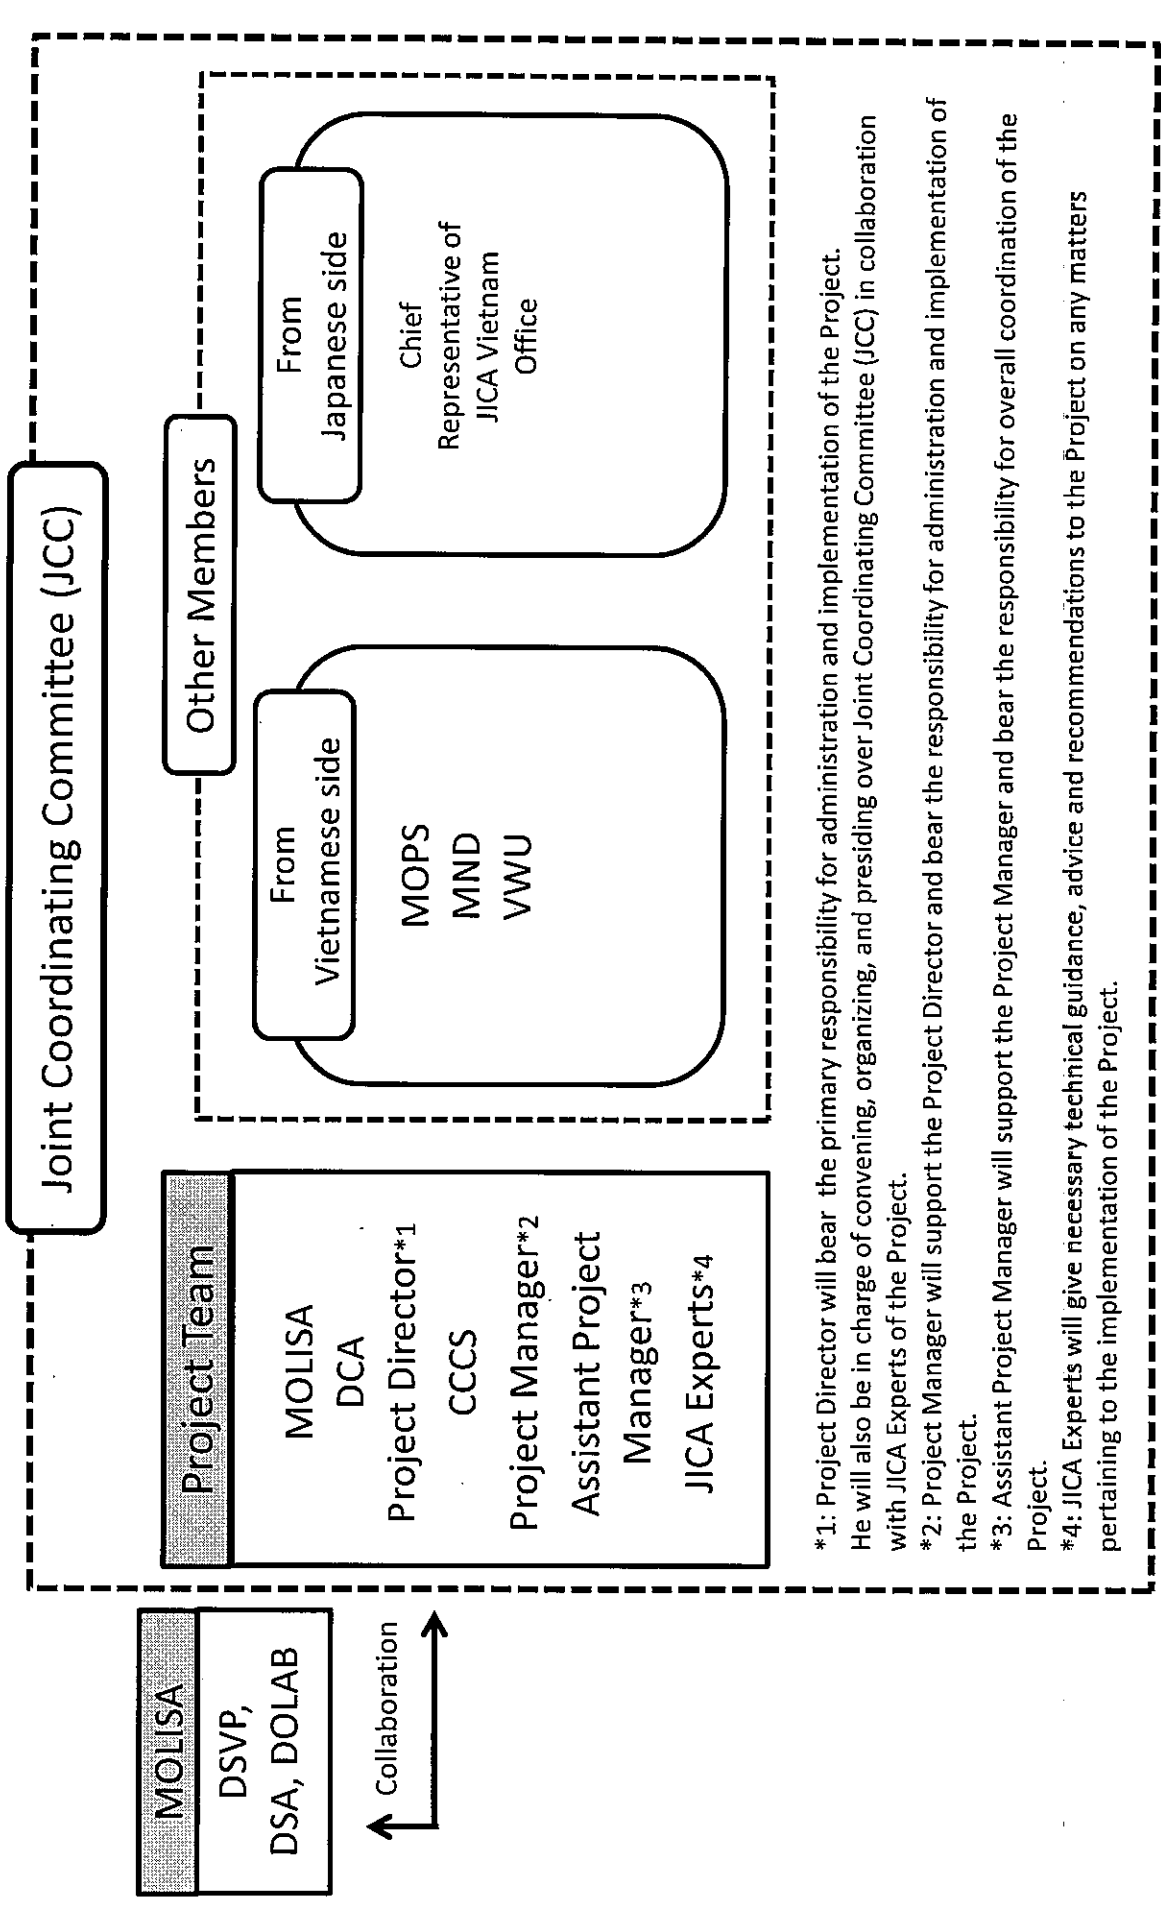 Joint Coordinating Committee (JCC)
MOLISA
DSVP,
DSA, DOLAB
Collaboration
Project Team
MOLISA
DCA
Project Director*1
CCCS
Project Manager*2
Assistant Project
Manager*3
JICA Experts*4
Other Members
From
Vietnamese side
MOPS
MND
VWU
From
Japanese side
Chief
Representative of
JICA Vietnam
Office
*1: Project Director will bear the primary responsibility for administration and implementation of the Project.
He will also be in charge of convening, organizing, and presiding over Joint Coordinating Committee (JCC) in collaboration
with JICA Experts of the Project.
*2: Project Manager will support the Project Director and bear the responsibility for administration and implementation of
the Project.
*3: Assistant Project Manager will support the Project Manager and bear the responsibility for overall coordination of the
Project.
*4: JICA Experts will give necessary technical guidance, advice and recommendations to the Project on any matters
pertaining to the implementation of the Project.